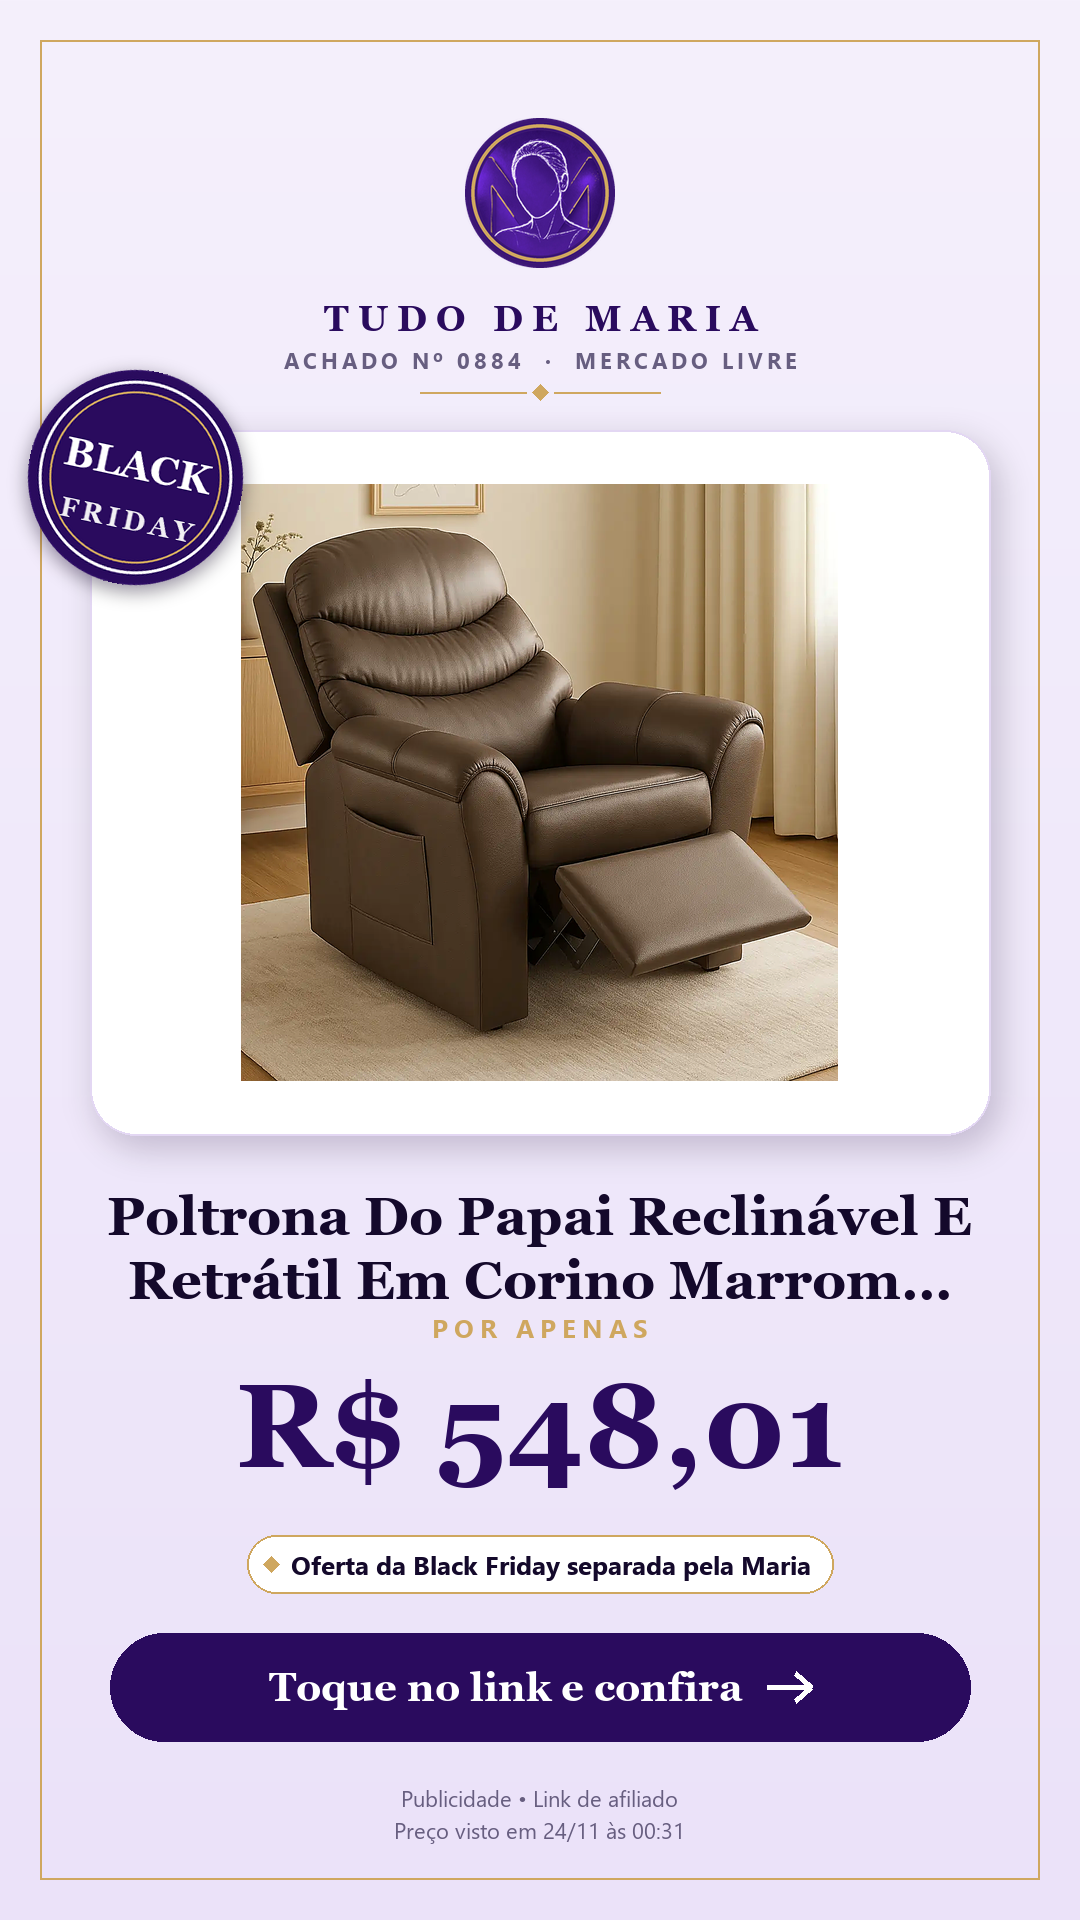 TUDO DE MARIA
ACHADO Nº 0884 · MERCADO LIVRE
BLACK
FRIDAY
Poltrona Do Papai Reclinável E
Retrátil Em Corino Marrom...
POR APENAS
R$ 548,01
Oferta da Black Friday separada pela Maria
Toque no link e confira →
Publicidade • Link de afiliado
Preço visto em 24/11 às 00:31